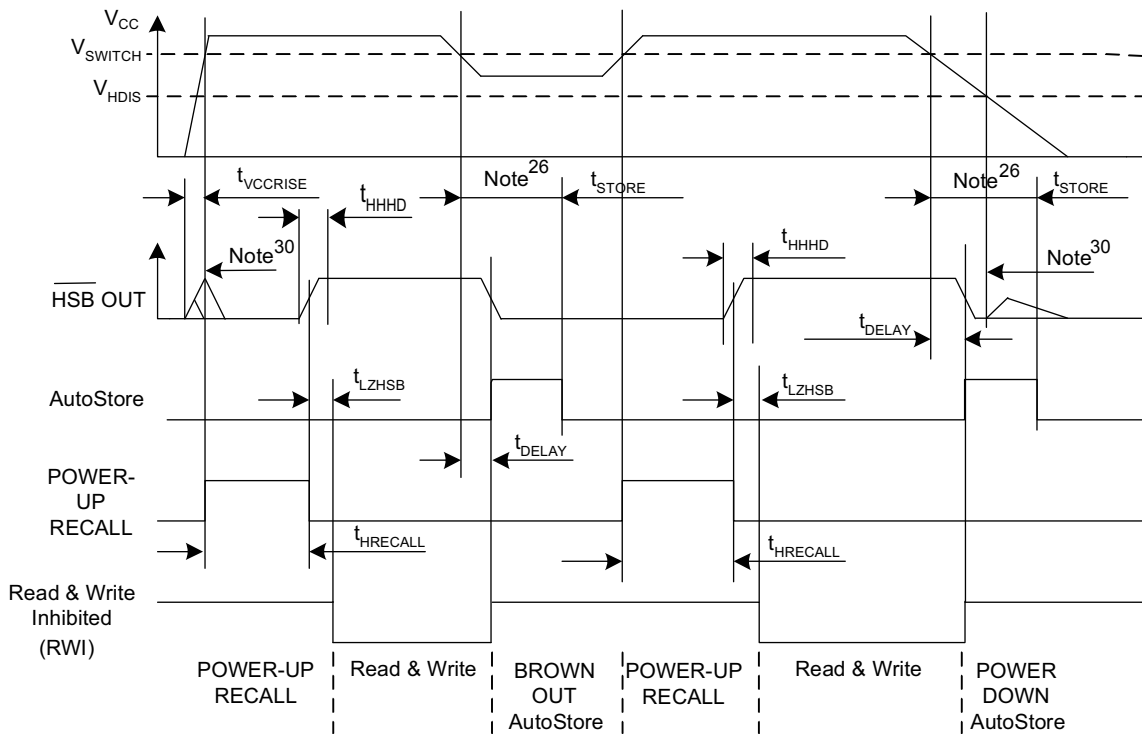 VCC
VSWITCH
VHDIS
tVCCRISE
Note26
tSTORE
Note26
tSTORE
tHHHD
tHHHD
Note30
Note30
HSB OUT
tDELAY
tLZHSB
tLZHSB
AutoStore
tDELAY
POWER-
UP
RECALL
tHRECALL
tHRECALL
Read & Write
Inhibited
(RWI)
POWER-UP
RECALL
Read & Write
BROWN
OUT
AutoStore
POWER-UP
RECALL
Read & Write
POWER
DOWN
AutoStore